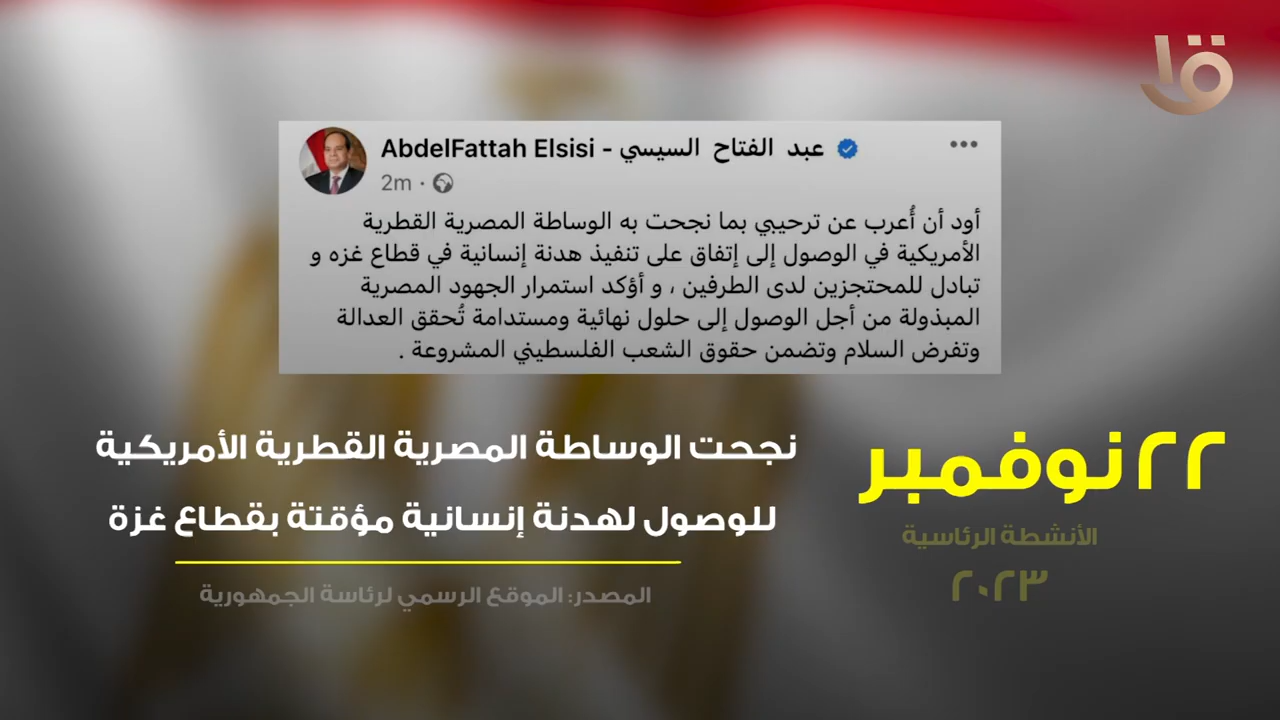 AbdelFattah Elsisi - عبد الفتاح السيسي
2m ·
أود أن أُعرب عن ترحيبي بما نجحت به الوساطة المصرية القطرية
الأمريكية في الوصول إلى إتفاق على تنفيذ هدنة إنسانية في قطاع غزه و
تبادل للمحتجزين لدى الطرفين ، و أؤكد استمرار الجهود المصرية
المبذولة من أجل الوصول إلى حلول نهائية ومستدامة تُحقق العدالة
وتفرض السلام وتضمن حقوق الشعب الفلسطيني المشروعة .
٢٢ نوفمبر
الأنشطة الرئاسية
٢٠٢٣
نجحت الوساطة المصرية القطرية الأمريكية
للوصول لهدنة إنسانية مؤقتة بقطاع غزة
المصدر: الموقع الرسمي لرئاسة الجمهورية